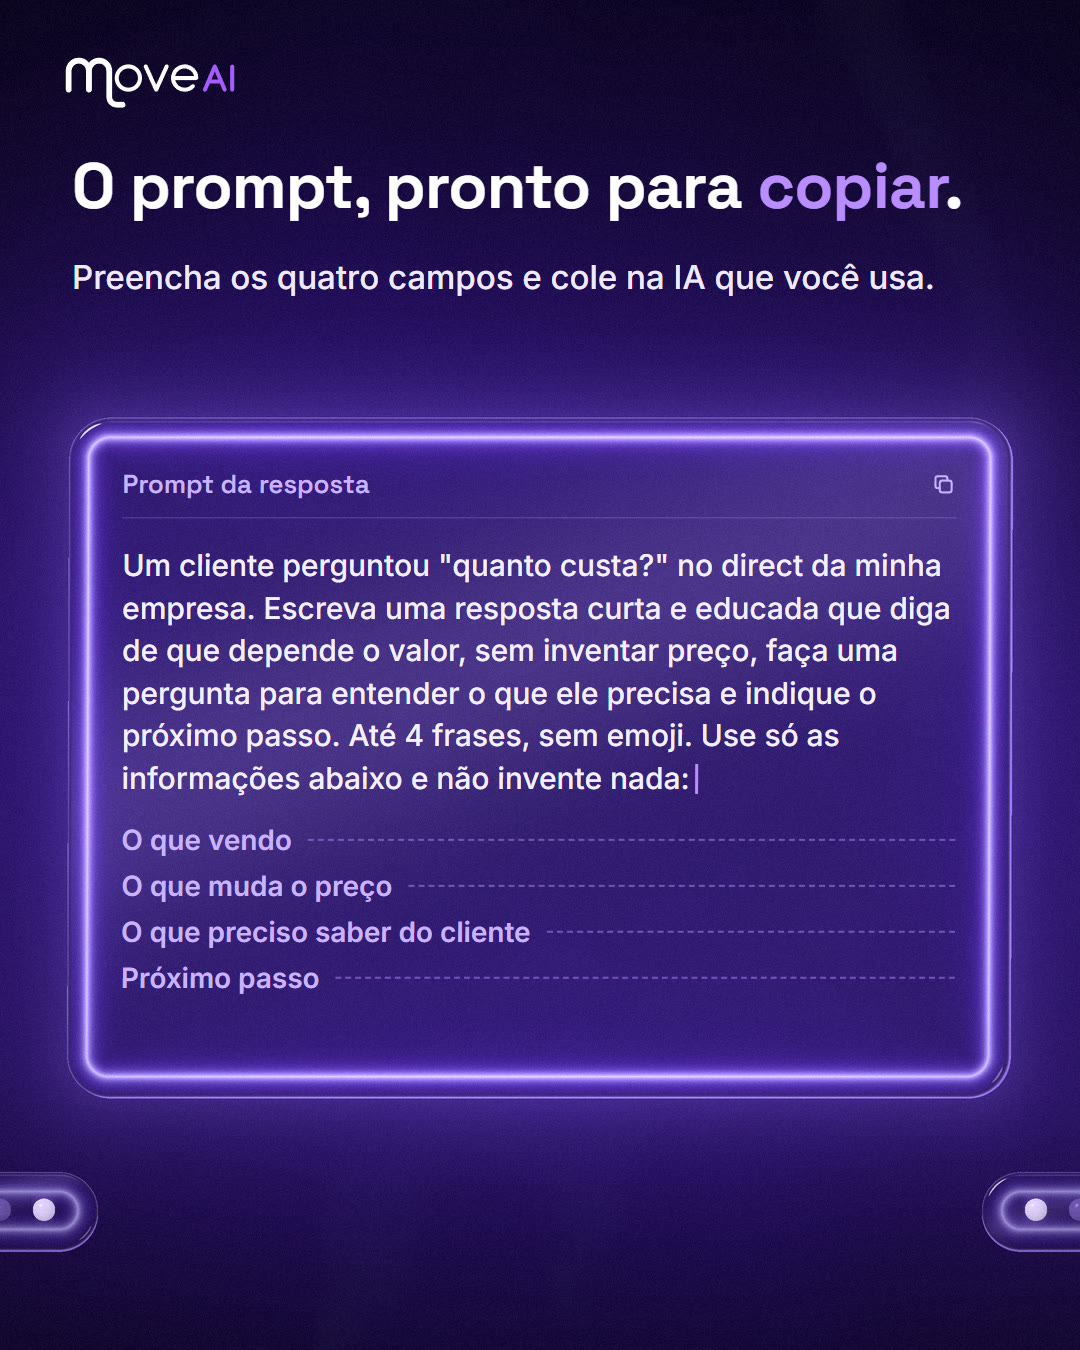 Move AI
O prompt, pronto para copiar.
Preencha os quatro campos e cole na IA que você usa.
Prompt da resposta
Um cliente perguntou "quanto custa?" no direct da minha
empresa. Escreva uma resposta curta e educada que diga
de que depende o valor, sem inventar preço, faça uma
pergunta para entender o que ele precisa e indique o
próximo passo. Até 4 frases, sem emoji. Use só as
informações abaixo e não invente nada:
O que vendo
O que muda o preço
O que preciso saber do cliente
Próximo passo